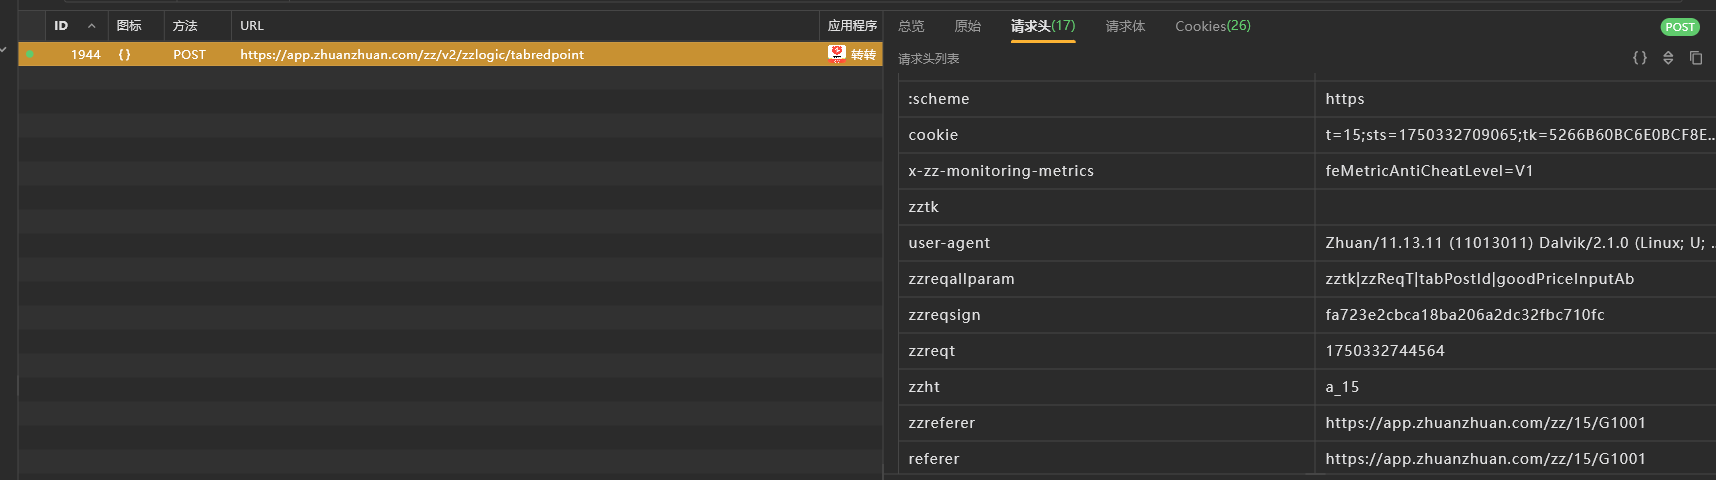 ID 图标 方法 URL 应用程序
1944 {} POST https://app.zhuanzhuan.com/zz/v2/zzlogic/tabredpoint 转转
总览 原始 请求头(17) 请求体 Cookies(26) POST
请求头列表 {}
:scheme https
cookie t=15;sts=1750332709065;tk=5266B60BC6E0BCF8E...
x-zz-monitoring-metrics feMetricAntiCheatLevel=V1
zztk
user-agent Zhuan/11.13.11 (11013011) Dalvik/2.1.0 (Linux; U; ...
zzreqallparam zztk|zzReqT|tabPostId|goodPriceInputAb
zzreqsign fa723e2cbca18ba206a2dc32fbc710fc
zzreqt 1750332744564
zzht a_15
zzreferer https://app.zhuanzhuan.com/zz/15/G1001
referer https://app.zhuanzhuan.com/zz/15/G1001